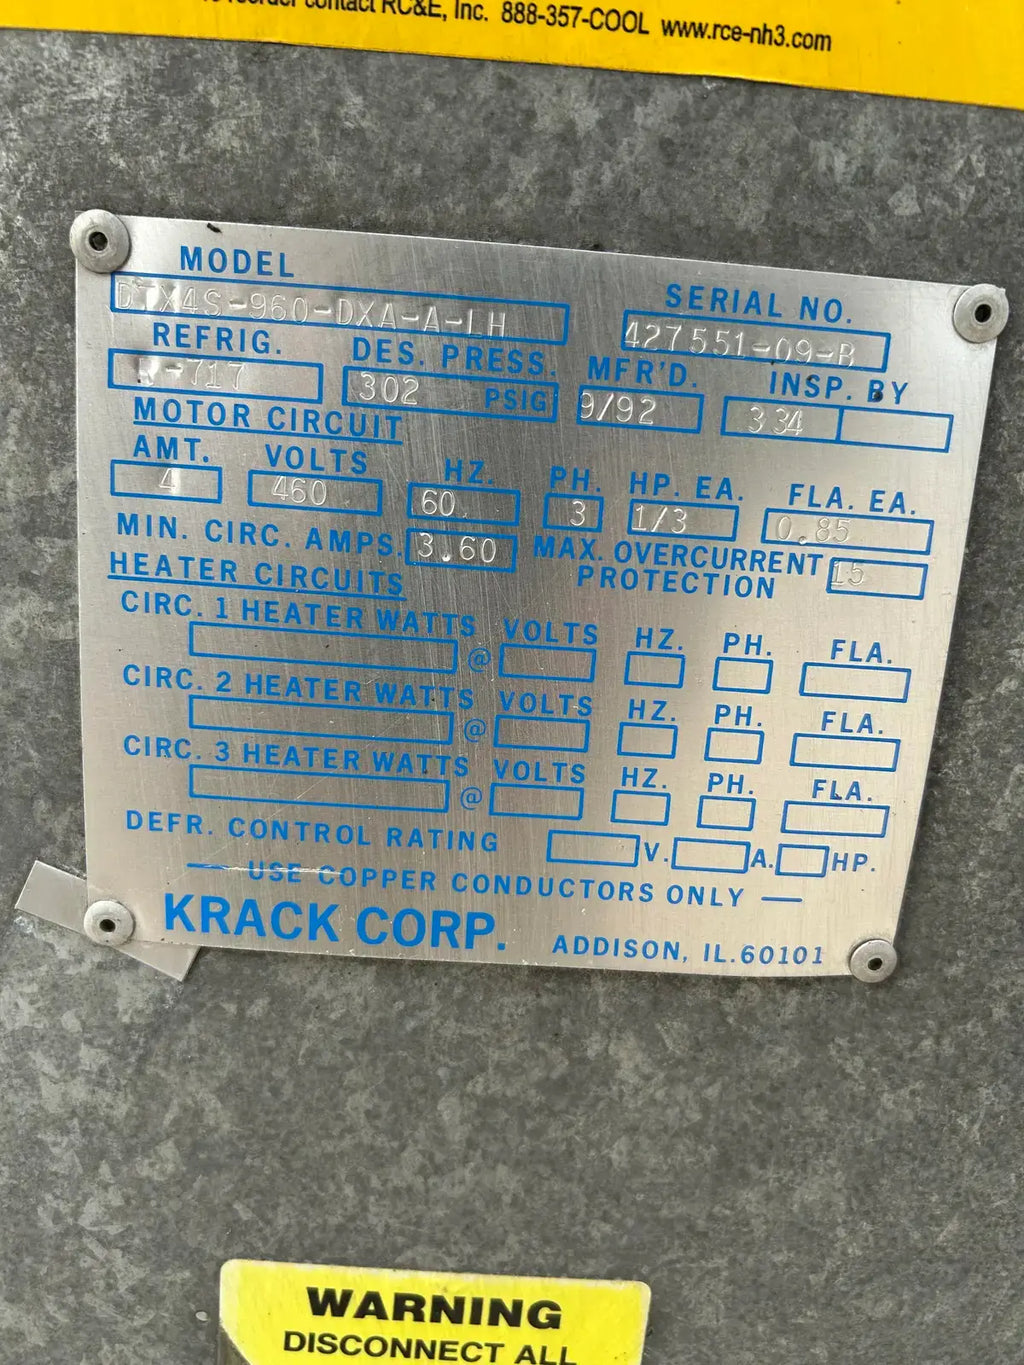 reorder contact RC&E, Inc. 888-357-COOL www.rce-nh3.com
MODEL
DTX4S-960-DXA-A-LH
SERIAL NO.
427551-09-B
REFRIG. DES. PRESS. MFR'D. INSP. BY
R-717 302 PSIG 9/92 334
MOTOR CIRCUIT
AMT. VOLTS HZ. PH. HP. EA. FLA. EA.
4 460 60 3 1/3 0.85
MIN. CIRC. AMPS. 3.60 MAX. OVERCURRENT PROTECTION 15
HEATER CIRCUITS
CIRC. 1 HEATER WATTS @ VOLTS HZ. PH. FLA.
CIRC. 2 HEATER WATTS @ VOLTS HZ. PH. FLA.
CIRC. 3 HEATER WATTS @ VOLTS HZ. PH. FLA.
DEFR. CONTROL RATING V. A. HP.
— USE COPPER CONDUCTORS ONLY —
KRACK CORP. ADDISON, IL. 60101
WARNING
DISCONNECT ALL